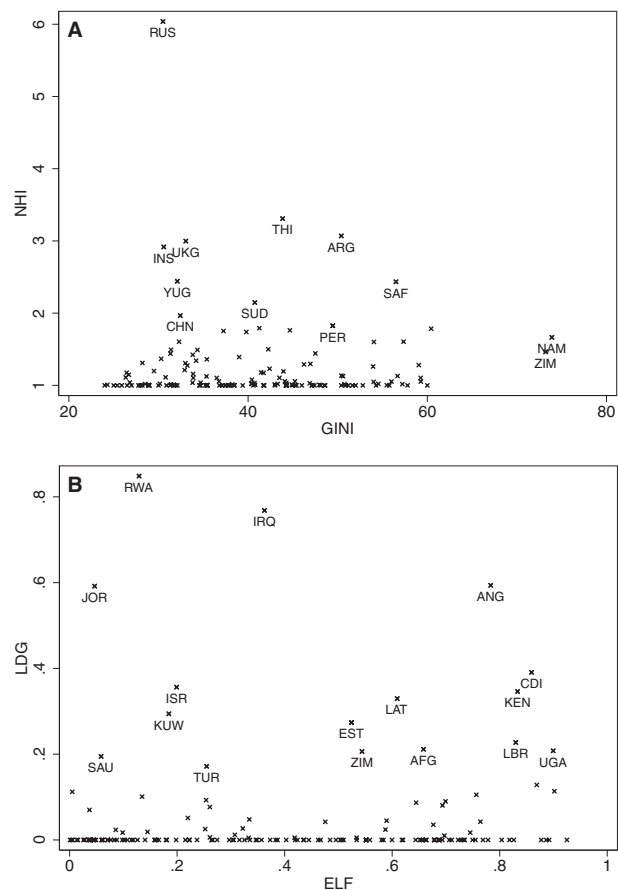 A
6
RUS
5
4
NHI
THI
3
INS UKG
ARG
YUG
SAF
SUD
2
CHN
PER
NAM
ZIM
1
20 40 60 80
GINI
B
RWA
.8
IRQ
.6
JOR
ANG
LDG
.4
CDI
ISR
KEN
LAT
KUW
EST
LBR
.2
SAU
ZIM
AFG
UGA
TUR
0
0 .2 .4 .6 .8 1
ELF